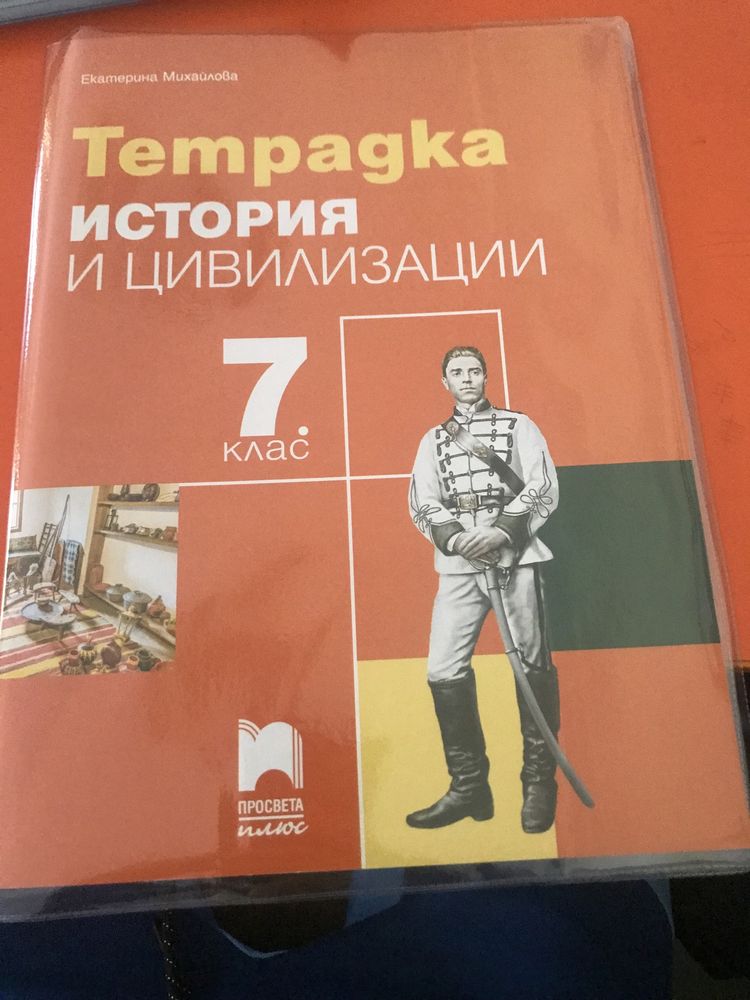 Екатерина Михайлова
Тетрадка
ИСТОРИЯ
И ЦИВИЛИЗАЦИИ
7.
клас
ПРОСВЕТА
плюс